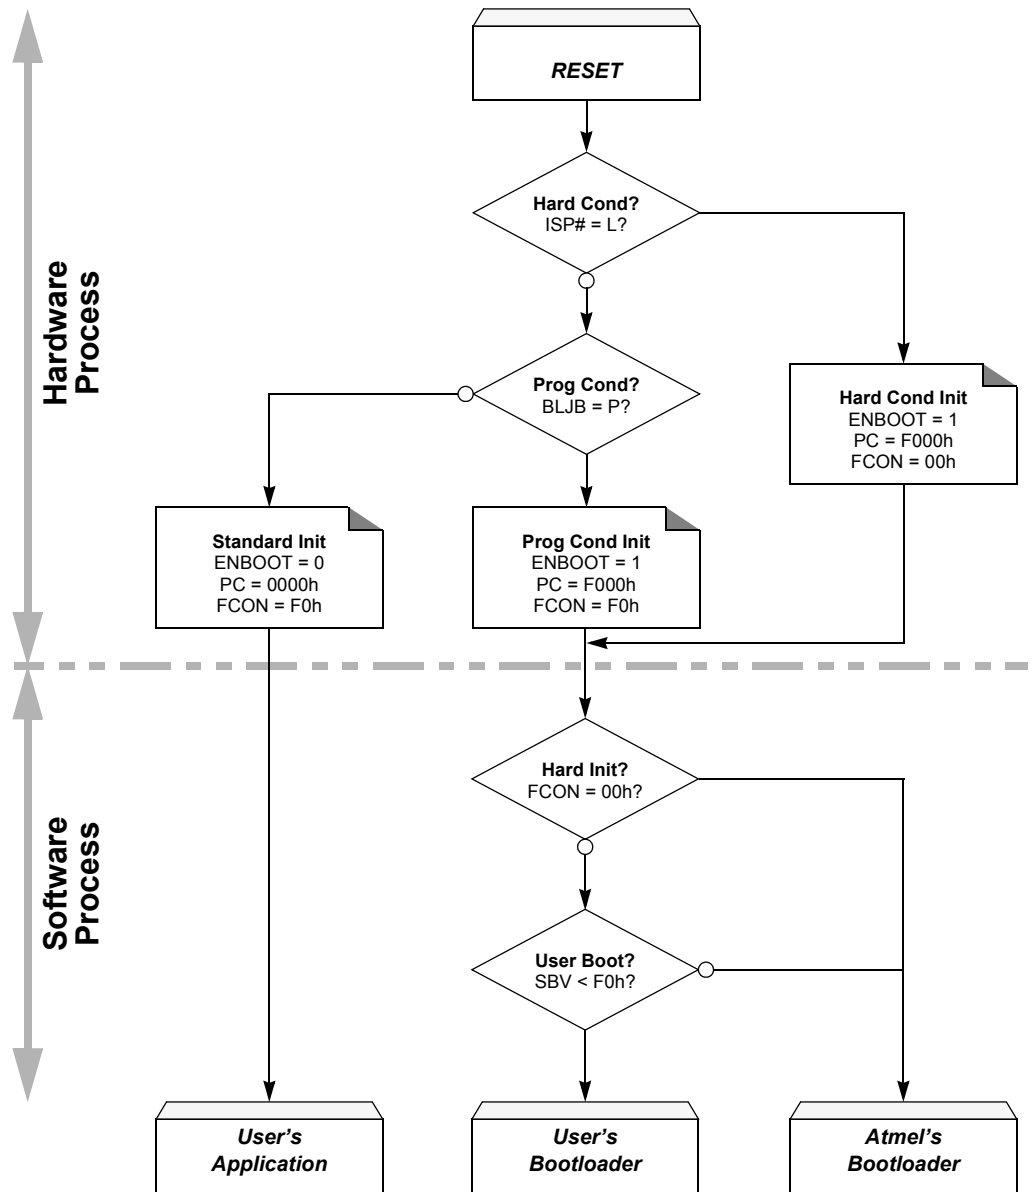 RESET
Hard Cond?
ISP# = L?
Prog Cond?
BLJB = P?
Hard Cond Init
ENBOOT = 1
PC = F000h
FCON = 00h
Standard Init
ENBOOT = 0
PC = 0000h
FCON = F0h
Prog Cond Init
ENBOOT = 1
PC = F000h
FCON = F0h
Hardware
Process
Hard Init?
FCON = 00h?
User Boot?
SBV < F0h?
Software
Process
User's
Application
User's
Bootloader
Atmel's
Bootloader